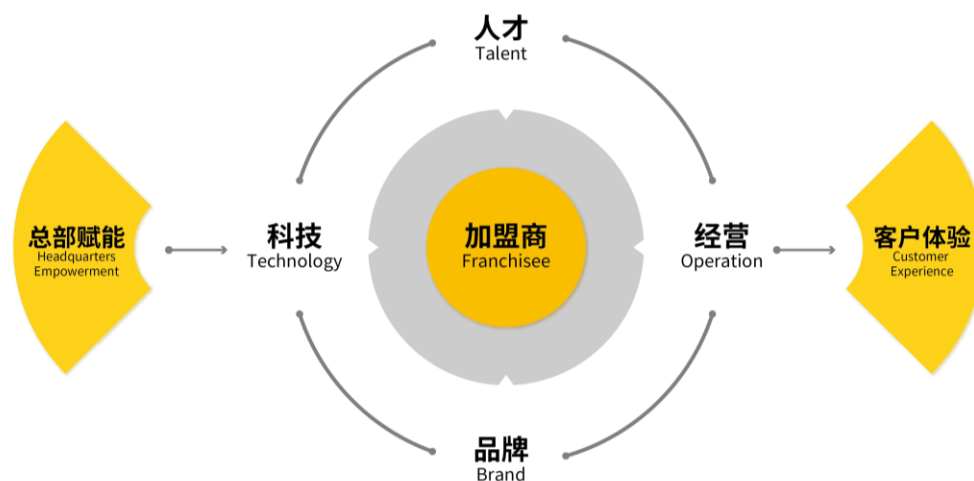 人才
Talent
总部赋能
Headquarters
Empowerment
科技
Technology
加盟商
Franchisee
经营
Operation
客户体验
Customer
Experience
品牌
Brand